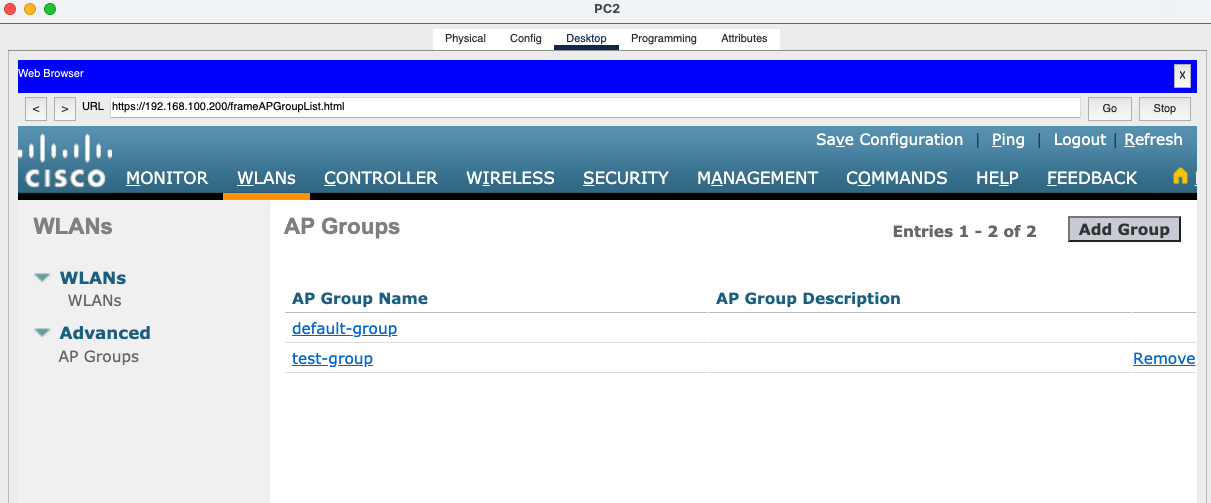 PC2
Physical Config Desktop Programming Attributes
Web Browser X
< > URL https://192.168.100.200/frameAPGroupList.html Go Stop
Save Configuration | Ping | Logout | Refresh
CISCO MONITOR WLANs CONTROLLER WIRELESS SECURITY MANAGEMENT COMMANDS HELP FEEDBACK
WLANs
AP Groups Entries 1 - 2 of 2 Add Group
WLANs
WLANs
Advanced
AP Groups
AP Group Name AP Group Description
default-group
test-group Remove